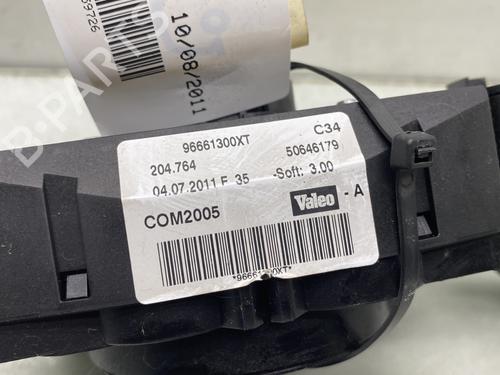 59726
10/08/2011
B-PARTS
96661300XT C34
204.764 50646179
04.07.2011 F 35 -Soft: 3.00
COM2005 Valeo -A
*96661300XT*